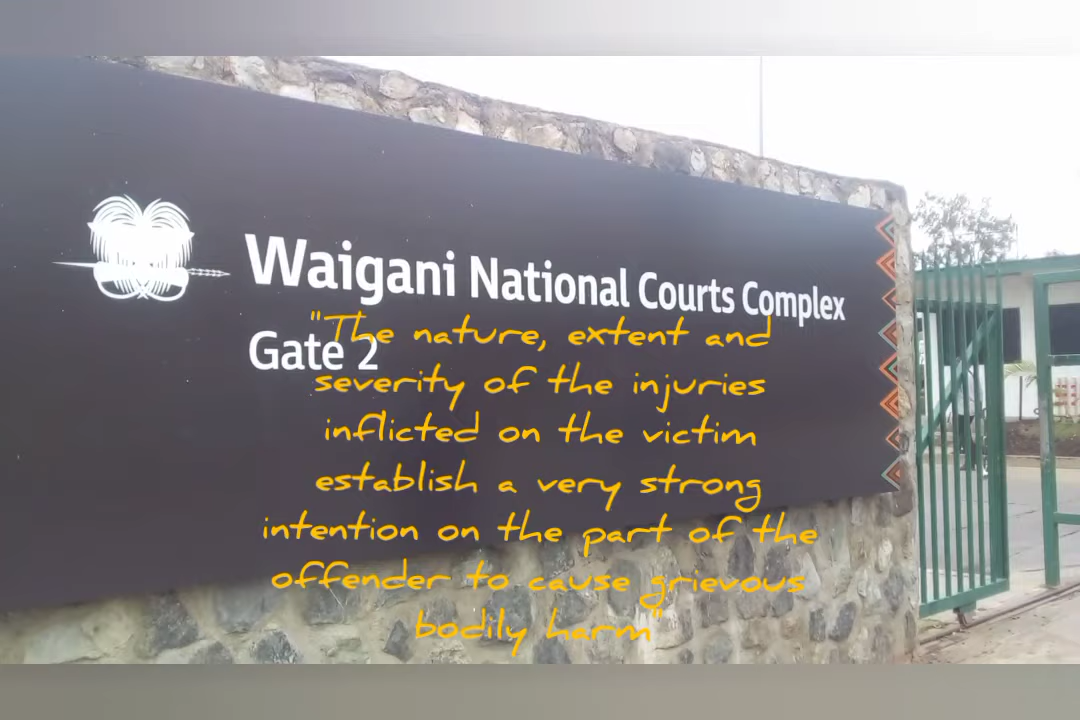 Waigani National Courts Complex
Gate 2
"The nature, extent and
severity of the injuries
inflicted on the victim
establish a very strong
intention on the part of the
offender to cause grievous
bodily harm"